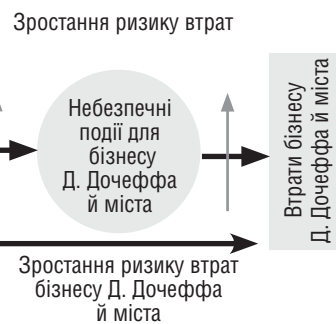 Зростання ризику втрат
Небезпечні
події для
бізнесу
Д. Дочеффа
й міста
Втрати бізнесу
Д. Дочеффа й міста
Зростання ризику втрат
бізнесу Д. Дочеффа
й міста